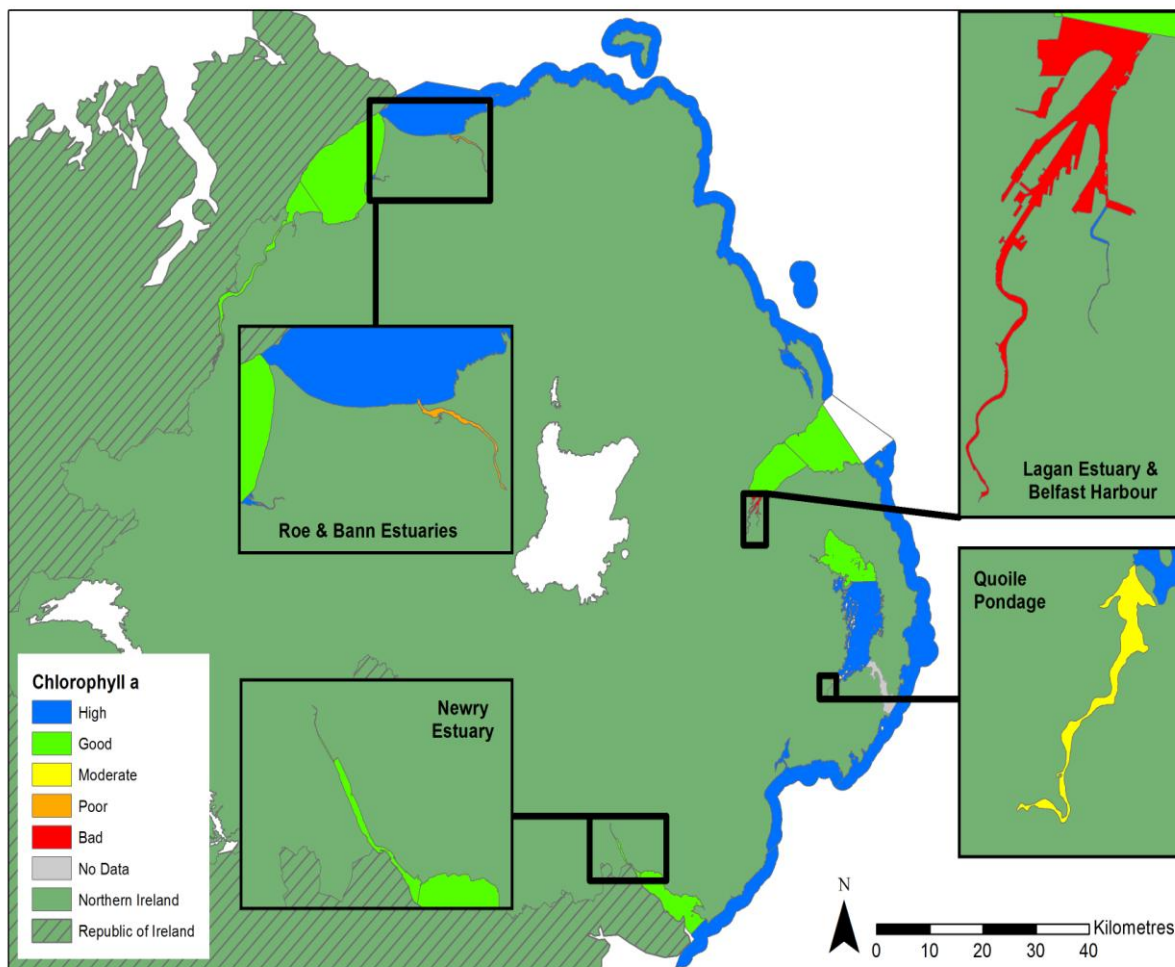 Lagan Estuary &
Belfast Harbour
Roe & Bann Estuaries
Quoile
Pondage
Newry
Estuary
Chlorophyll a
High
Good
Moderate
Poor
Bad
No Data
Northern Ireland
Republic of Ireland
N
Kilometres
0 10 20 30 40